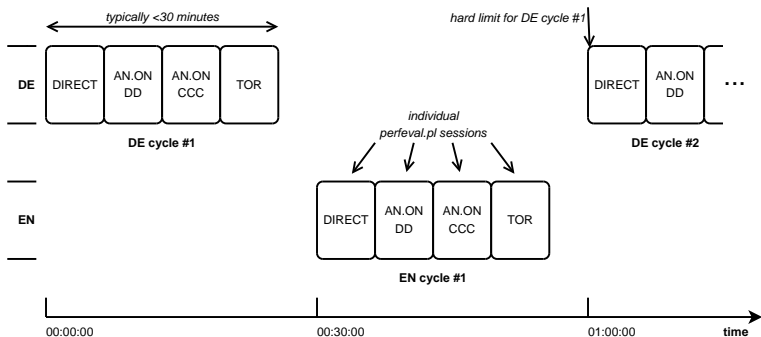 typically <30 minutes
hard limit for DE cycle #1
DE
DIRECT
AN.ON
DD
AN.ON
CCC
TOR
DIRECT
AN.ON
DD
...
DE cycle #1
DE cycle #2
individual
perfeval.pl sessions
EN
DIRECT
AN.ON
DD
AN.ON
CCC
TOR
EN cycle #1
00:00:00
00:30:00
01:00:00
time